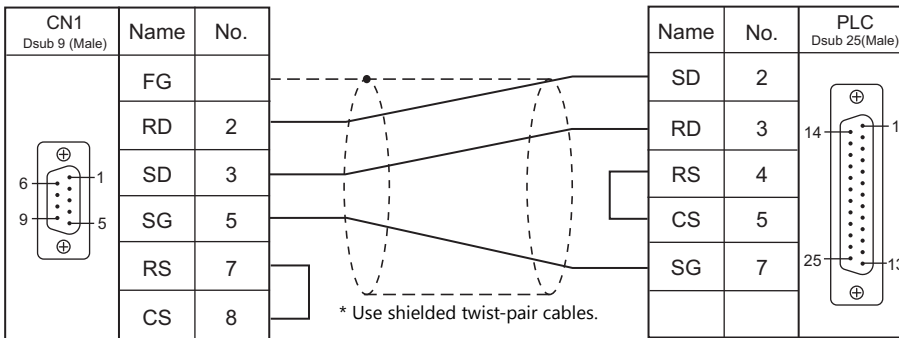 CN1
Dsub 9 (Male)
Name No.
FG
RD 2
SD 3
SG 5
RS 7
CS 8
6
1
9
5
* Use shielded twist-pair cables.
Name No.
SD 2
RD 3
RS 4
CS 5
SG 7
PLC
Dsub 25(Male)
14
1
25
13